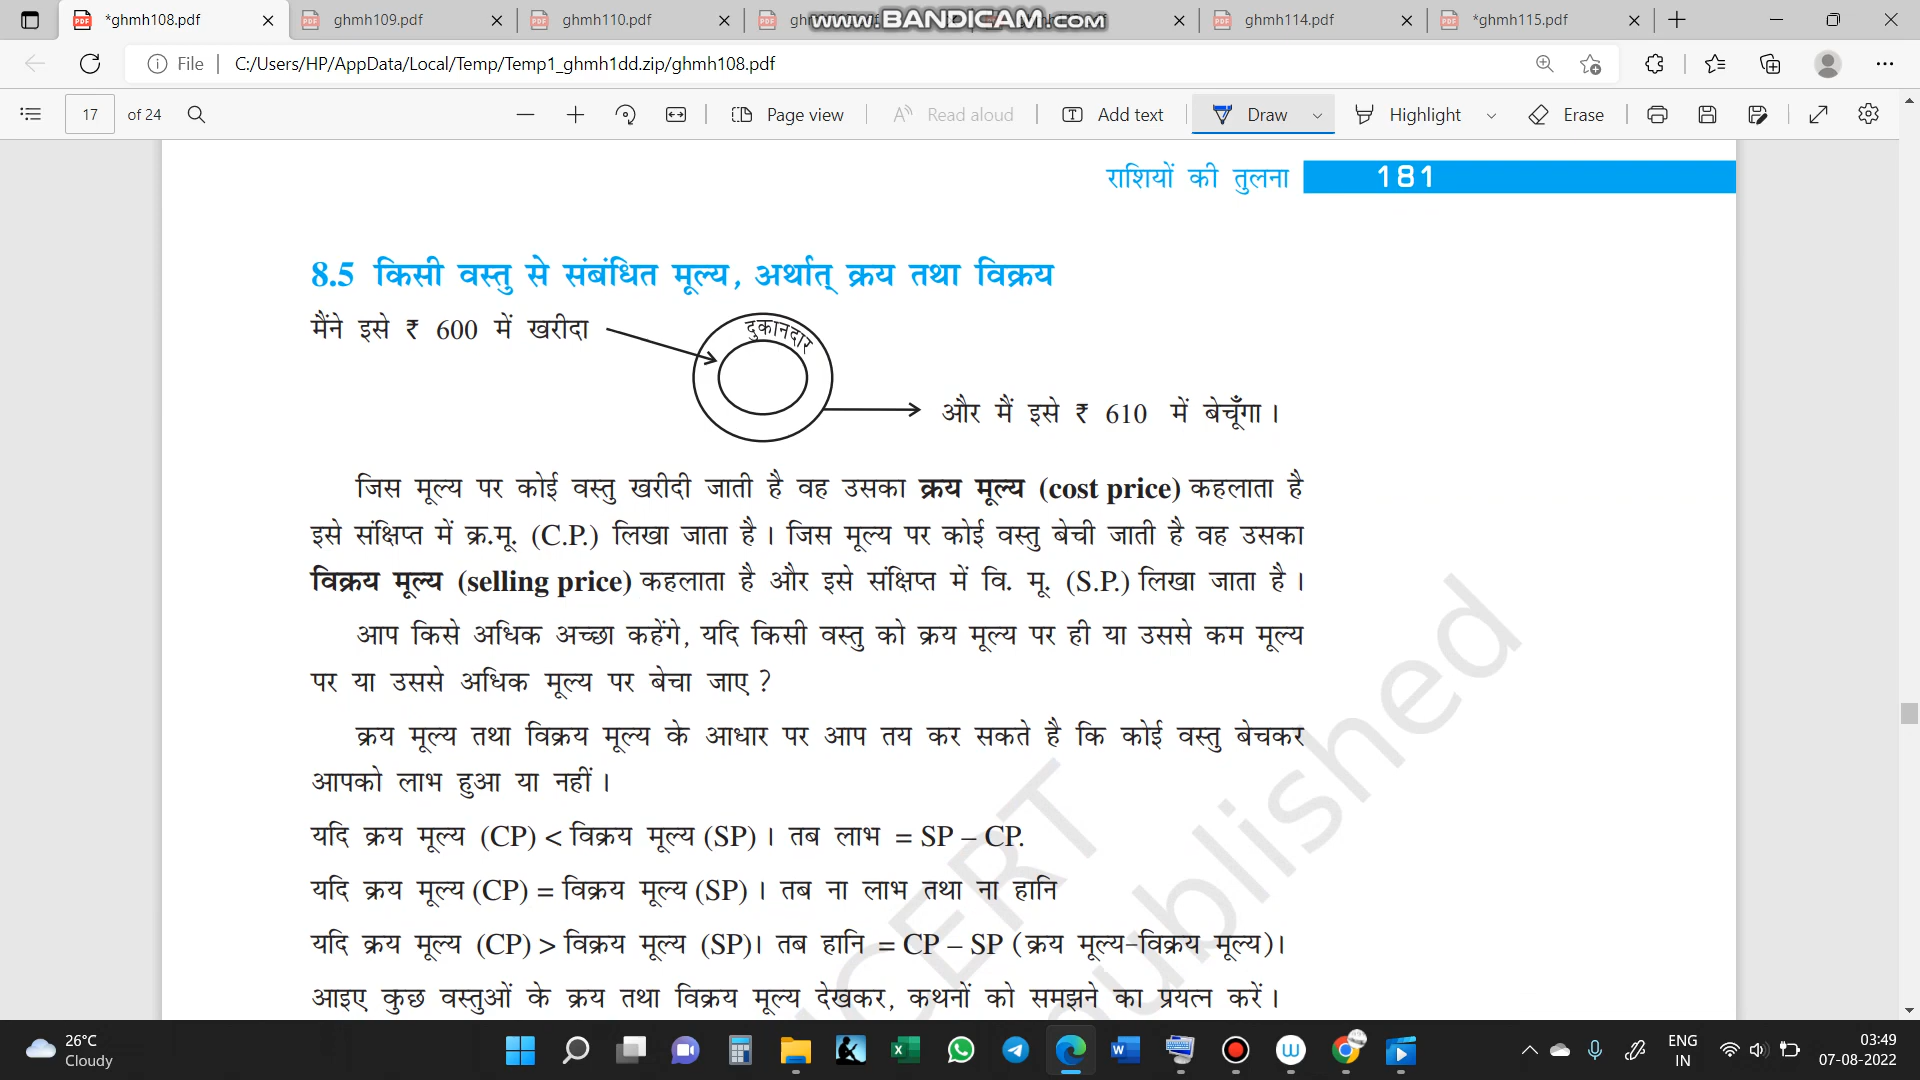 *ghmh108.pdf ghmh109.pdf ghmh110.pdf www.BANDICAM.com ghmh114.pdf *ghmh115.pdf
File C:/Users/HP/AppData/Local/Temp/Temp1_ghmh1dd.zip/ghmh108.pdf
17 of 24 Page view Read aloud Add text Draw Highlight Erase
राशियों की तुलना 181
8.5 किसी वस्तु से संबंधित मूल्य, अर्थात् क्रय तथा विक्रय
मैंने इसे ₹ 600 में खरीदा
दुकानदार
और मैं इसे ₹ 610 में बेचूँगा।
जिस मूल्य पर कोई वस्तु खरीदी जाती है वह उसका क्रय मूल्य (cost price) कहलाता है
इसे संक्षिप्त में क्र.मू. (C.P.) लिखा जाता है। जिस मूल्य पर कोई वस्तु बेची जाती है वह उसका
विक्रय मूल्य (selling price) कहलाता है और इसे संक्षिप्त में वि. मू. (S.P.) लिखा जाता है।
आप किसे अधिक अच्छा कहेंगे, यदि किसी वस्तु को क्रय मूल्य पर ही या उससे कम मूल्य
पर या उससे अधिक मूल्य पर बेचा जाए ?
क्रय मूल्य तथा विक्रय मूल्य के आधार पर आप तय कर सकते है कि कोई वस्तु बेचकर
आपको लाभ हुआ या नहीं।
यदि क्रय मूल्य (CP) < विक्रय मूल्य (SP)। तब लाभ = SP – CP.
यदि क्रय मूल्य (CP) = विक्रय मूल्य (SP)। तब ना लाभ तथा ना हानि
यदि क्रय मूल्य (CP) > विक्रय मूल्य (SP)। तब हानि = CP – SP (क्रय मूल्य-विक्रय मूल्य)।
आइए कुछ वस्तुओं के क्रय तथा विक्रय मूल्य देखकर, कथनों को समझने का प्रयत्न करें।
NCERT
published
26°C
Cloudy
ENG
IN
03:49
07-08-2022